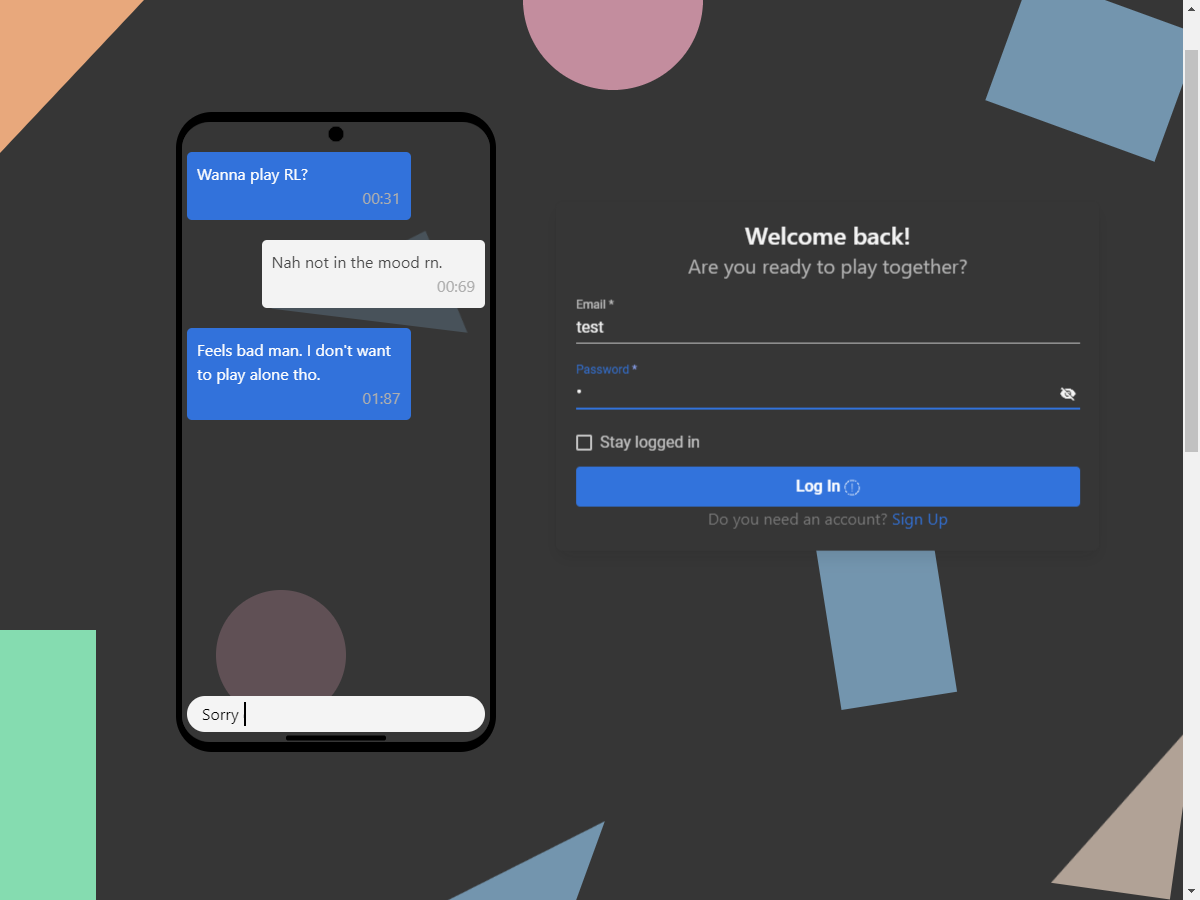 Wanna play RL?
00:31
Nah not in the mood rn.
00:69
Feels bad man. I don't want
to play alone tho.
01:87
Sorry
Welcome back!
Are you ready to play together?
Email *
test
Password *
•
Stay logged in
Log In
Do you need an account? Sign Up